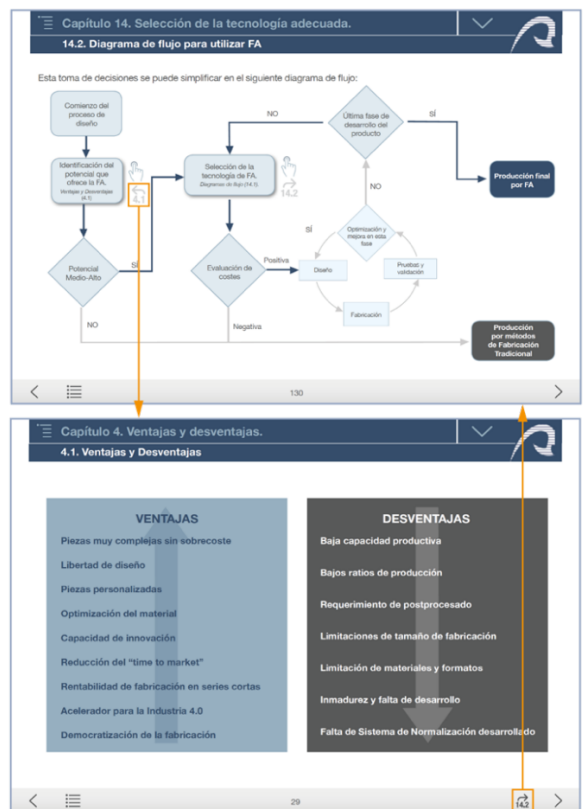 Capítulo 14. Selección de la tecnología adecuada.
14.2. Diagrama de flujo para utilizar FA
Esta toma de decisiones se puede simplificar en el siguiente diagrama de flujo:
Comienzo del
proceso de
diseño
Identificación del
potencial que
ofrece la FA.
Ventajas y Desventajas
(4.1)
4.1
Potencial
Medio-Alto
SÍ
NO
Selección de la
tecnología de FA.
Diagramas de flujo (14.1)
14.2
Evaluación de
costes
Positiva
Negativa
NO
Última fase de
desarrollo del
producto
SÍ
NO
Optimización y
mejora en esta
fase
SÍ
Diseño
Pruebas y
validación
Fabricación
Producción final
por FA
Producción
por métodos
de Fabricación
Tradicional
130
Capítulo 4. Ventajas y desventajas.
4.1. Ventajas y Desventajas
VENTAJAS
Piezas muy complejas sin sobrecoste
Libertad de diseño
Piezas personalizadas
Optimización del material
Capacidad de innovación
Reducción del "time to market"
Rentabilidad de fabricación en series cortas
Acelerador para la Industria 4.0
Democratización de la fabricación
DESVENTAJAS
Baja capacidad productiva
Bajos ratios de producción
Requerimiento de postprocesado
Limitaciones de tamaño de fabricación
Limitación de materiales y formatos
Inmadurez y falta de desarrollo
Falta de Sistema de Normalización desarrollado
29
14.2